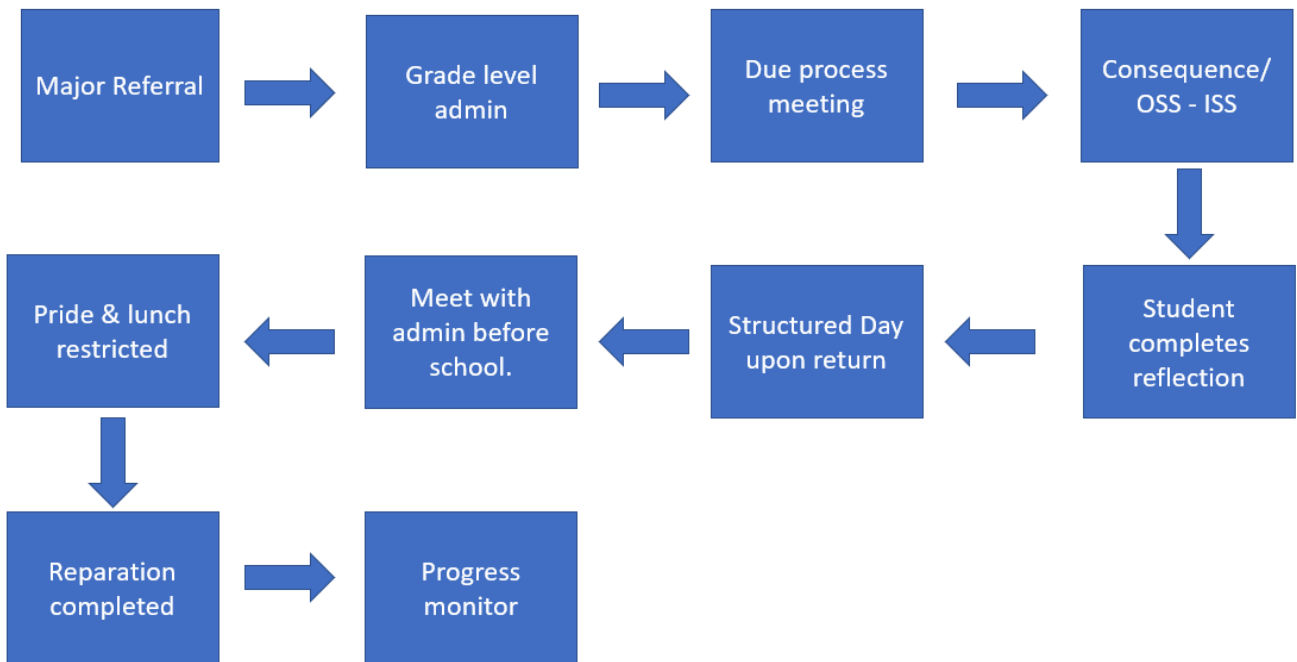 Major Referral
Grade level
admin
Due process
meeting
Consequence/
OSS - ISS
Student
completes
reflection
Structured Day
upon return
Meet with
admin before
school.
Pride & lunch
restricted
Reparation
completed
Progress
monitor